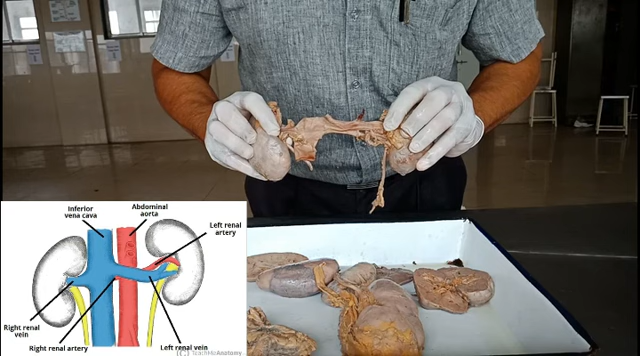 Inferior
vena cava
Abdominal
aorta
Left renal
artery
Right renal
vein
Right renal artery
Left renal vein
TeachMeAnatomy